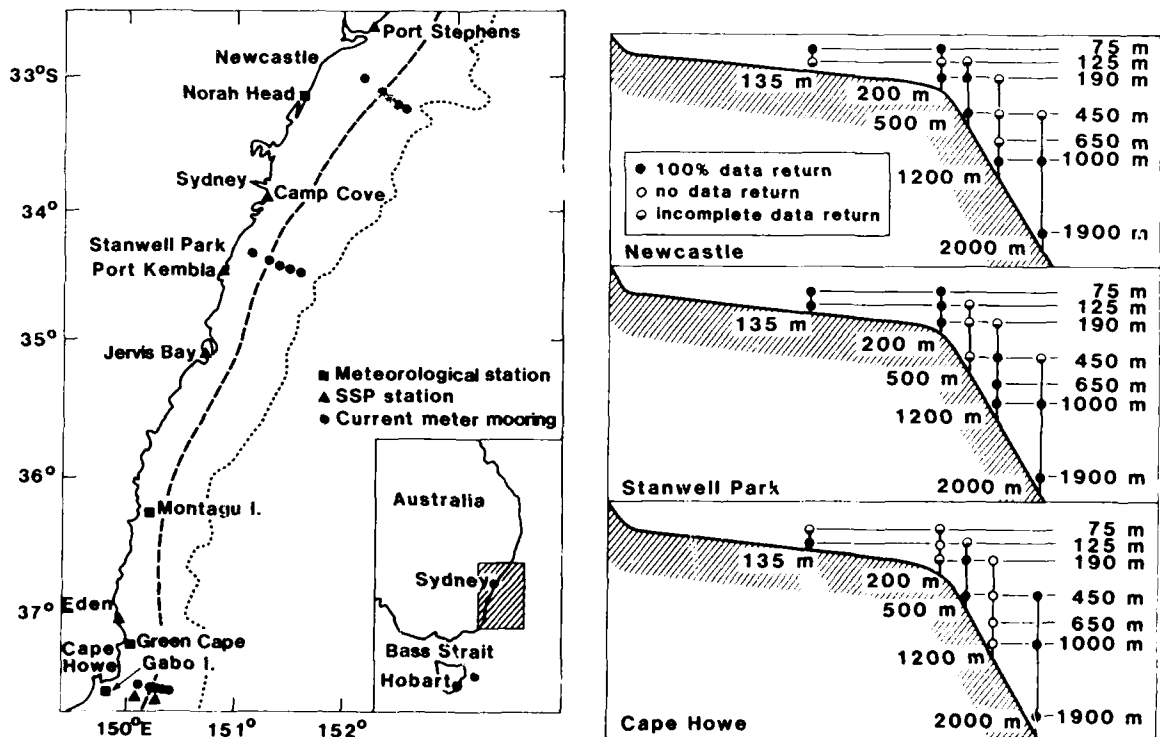 Port Stephens
Newcastle
33°S
Norah Head
Sydney
Camp Cove
34°
Stanwell Park
Port Kembla
35°
Jervis Bay
Meteorological station
SSP station
Current meter mooring
36°
Montagu I.
Australia
Sydney
Bass Strait
Hobart
37°
Eden
Green Cape
Cape
Howe
Gabo I.
150°E
151°
152°
75 m
125 m
190 m
450 m
650 m
1000 m
1900 m
135 m
200 m
500 m
1200 m
2000 m
100% data return
no data return
incomplete data return
Newcastle
75 m
125 m
190 m
450 m
650 m
1000 m
1900 m
135 m
200 m
500 m
1200 m
2000 m
Stanwell Park
75 m
125 m
190 m
450 m
650 m
1000 m
1900 m
135 m
200 m
500 m
1200 m
2000 m
Cape Howe